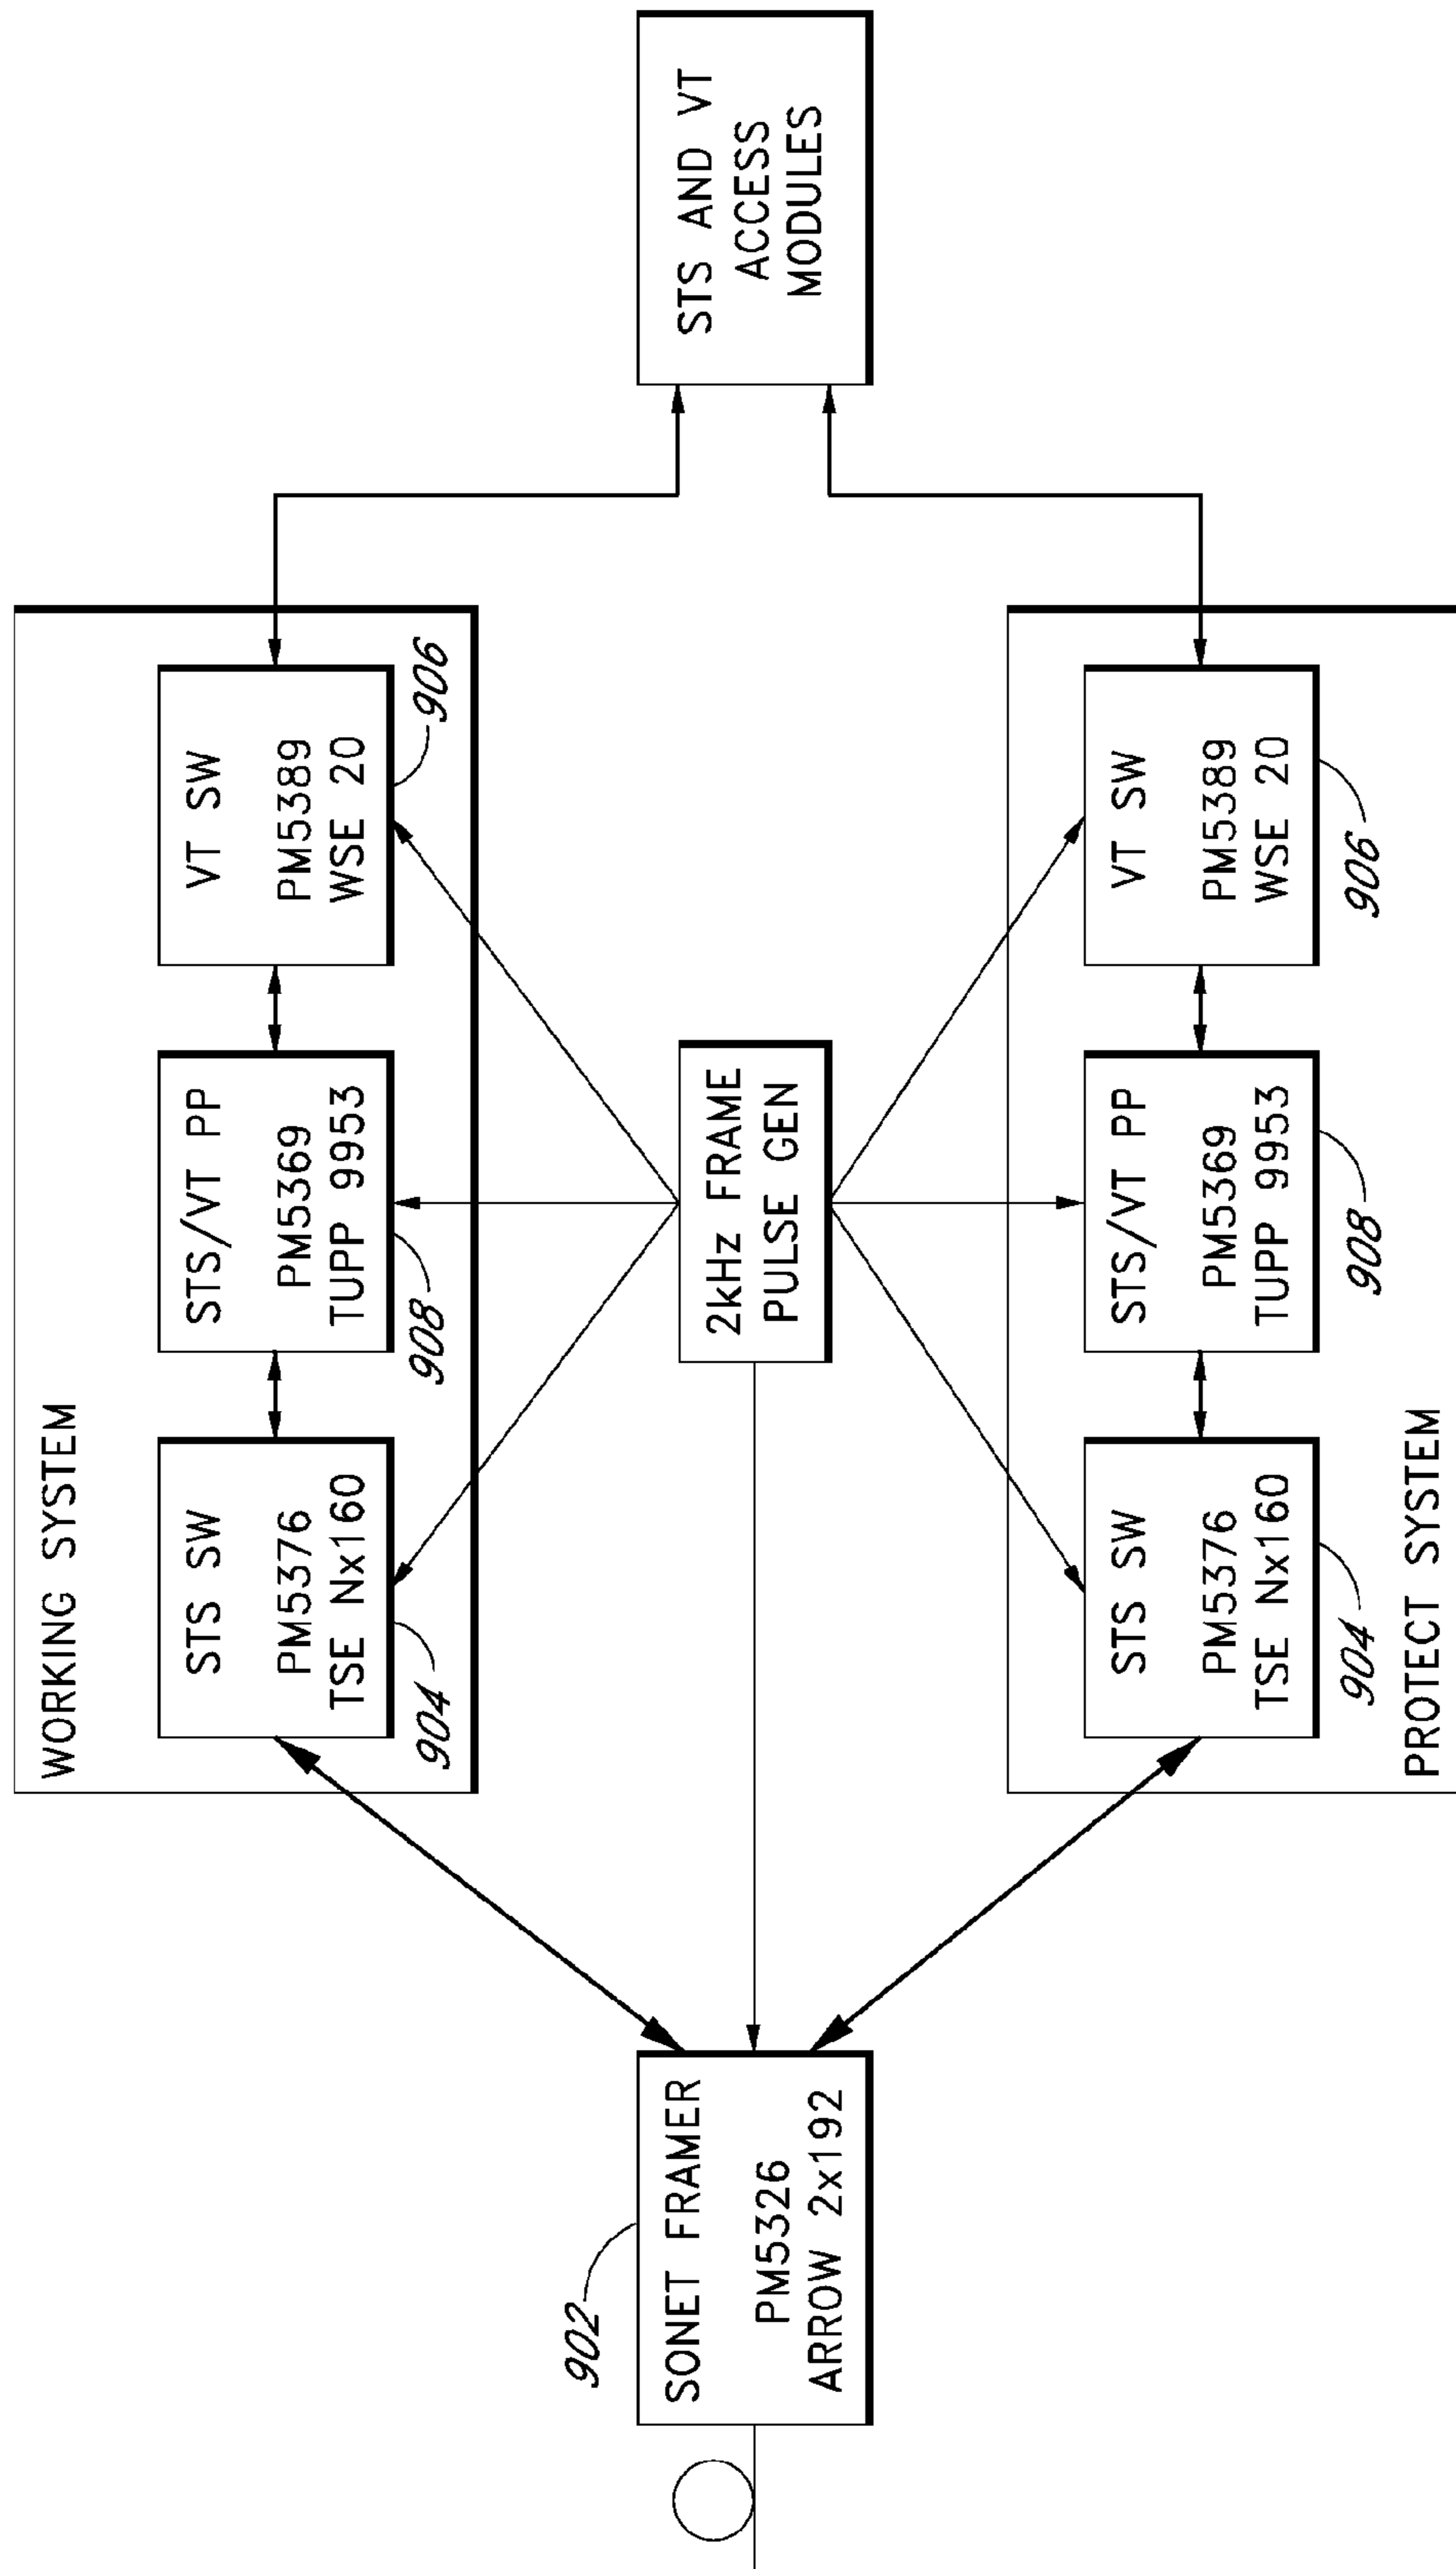 WORKING SYSTEM
STS SW
PM5376
TSE Nx160
904
STS/VT PP
PM5369
TUPP 9953
908
VT SW
PM5389
WSE 20
906
902
SONET FRAMER
PM5326
ARROW 2x192
2kHz FRAME
PULSE GEN
STS AND VT
ACCESS
MODULES
STS SW
PM5376
TSE Nx160
904
STS/VT PP
PM5369
TUPP 9953
908
VT SW
PM5389
WSE 20
906
PROTECT SYSTEM